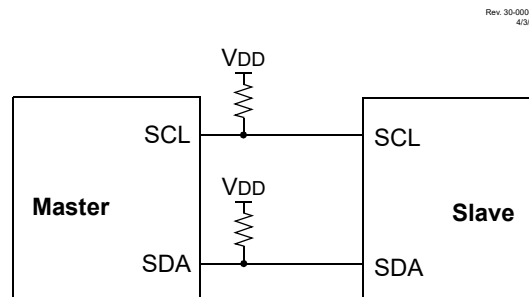 Rev. 30-000
4/3/
VDD
SCL
SCL
VDD
Master
Slave
SDA
SDA